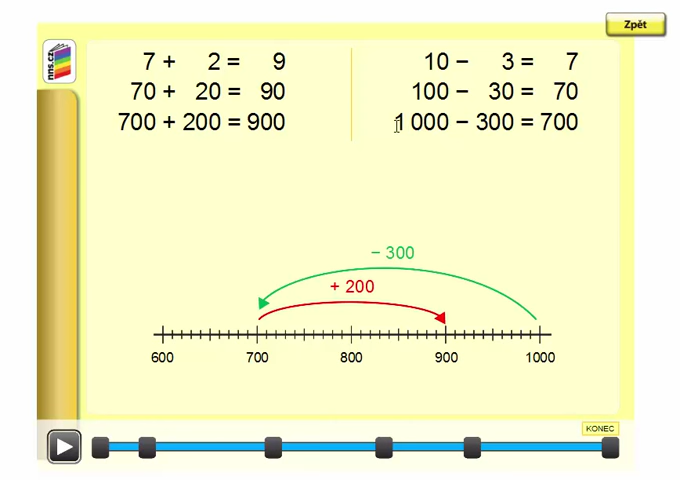 Zpět
nns.cz
7 + 2 = 9
70 + 20 = 90
700 + 200 = 900
10 − 3 = 7
100 − 30 = 70
1 000 − 300 = 700
− 300
+ 200
600 700 800 900 1000
KONEC